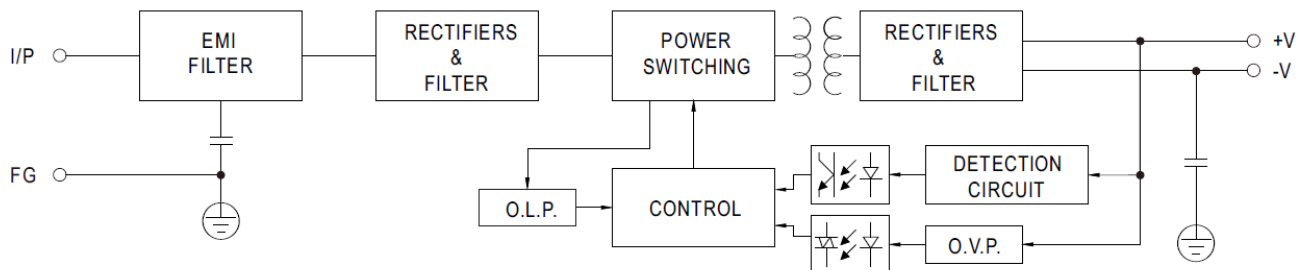 I/P
EMI
FILTER
RECTIFIERS
&
FILTER
POWER
SWITCHING
RECTIFIERS
&
FILTER
+V
-V
FG
O.L.P.
CONTROL
DETECTION
CIRCUIT
O.V.P.